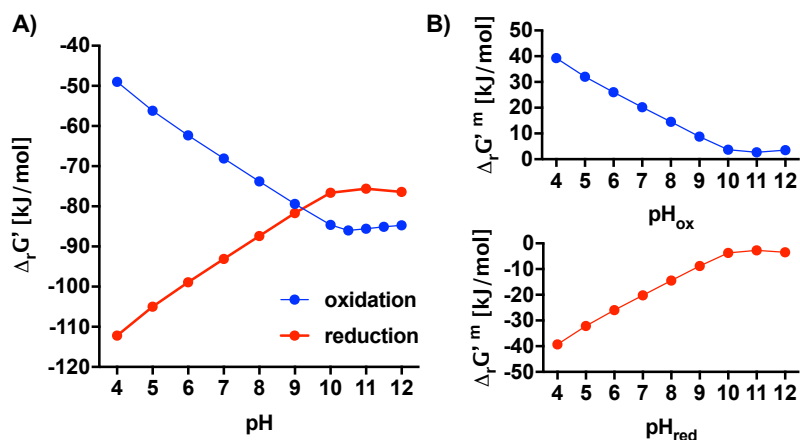 A)
-40
-50
-60
-70
-80
-90
-100
-110
-120
ΔrG' [kJ/mol]
oxidation
reduction
4 5 6 7 8 9 10 11 12
pH
B)
50
40
30
20
10
0
ΔrG' m [kJ/mol]
4 5 6 7 8 9 10 11 12
pHox
0
-10
-20
-30
-40
-50
ΔrG' m [kJ/mol]
4 5 6 7 8 9 10 11 12
pHred